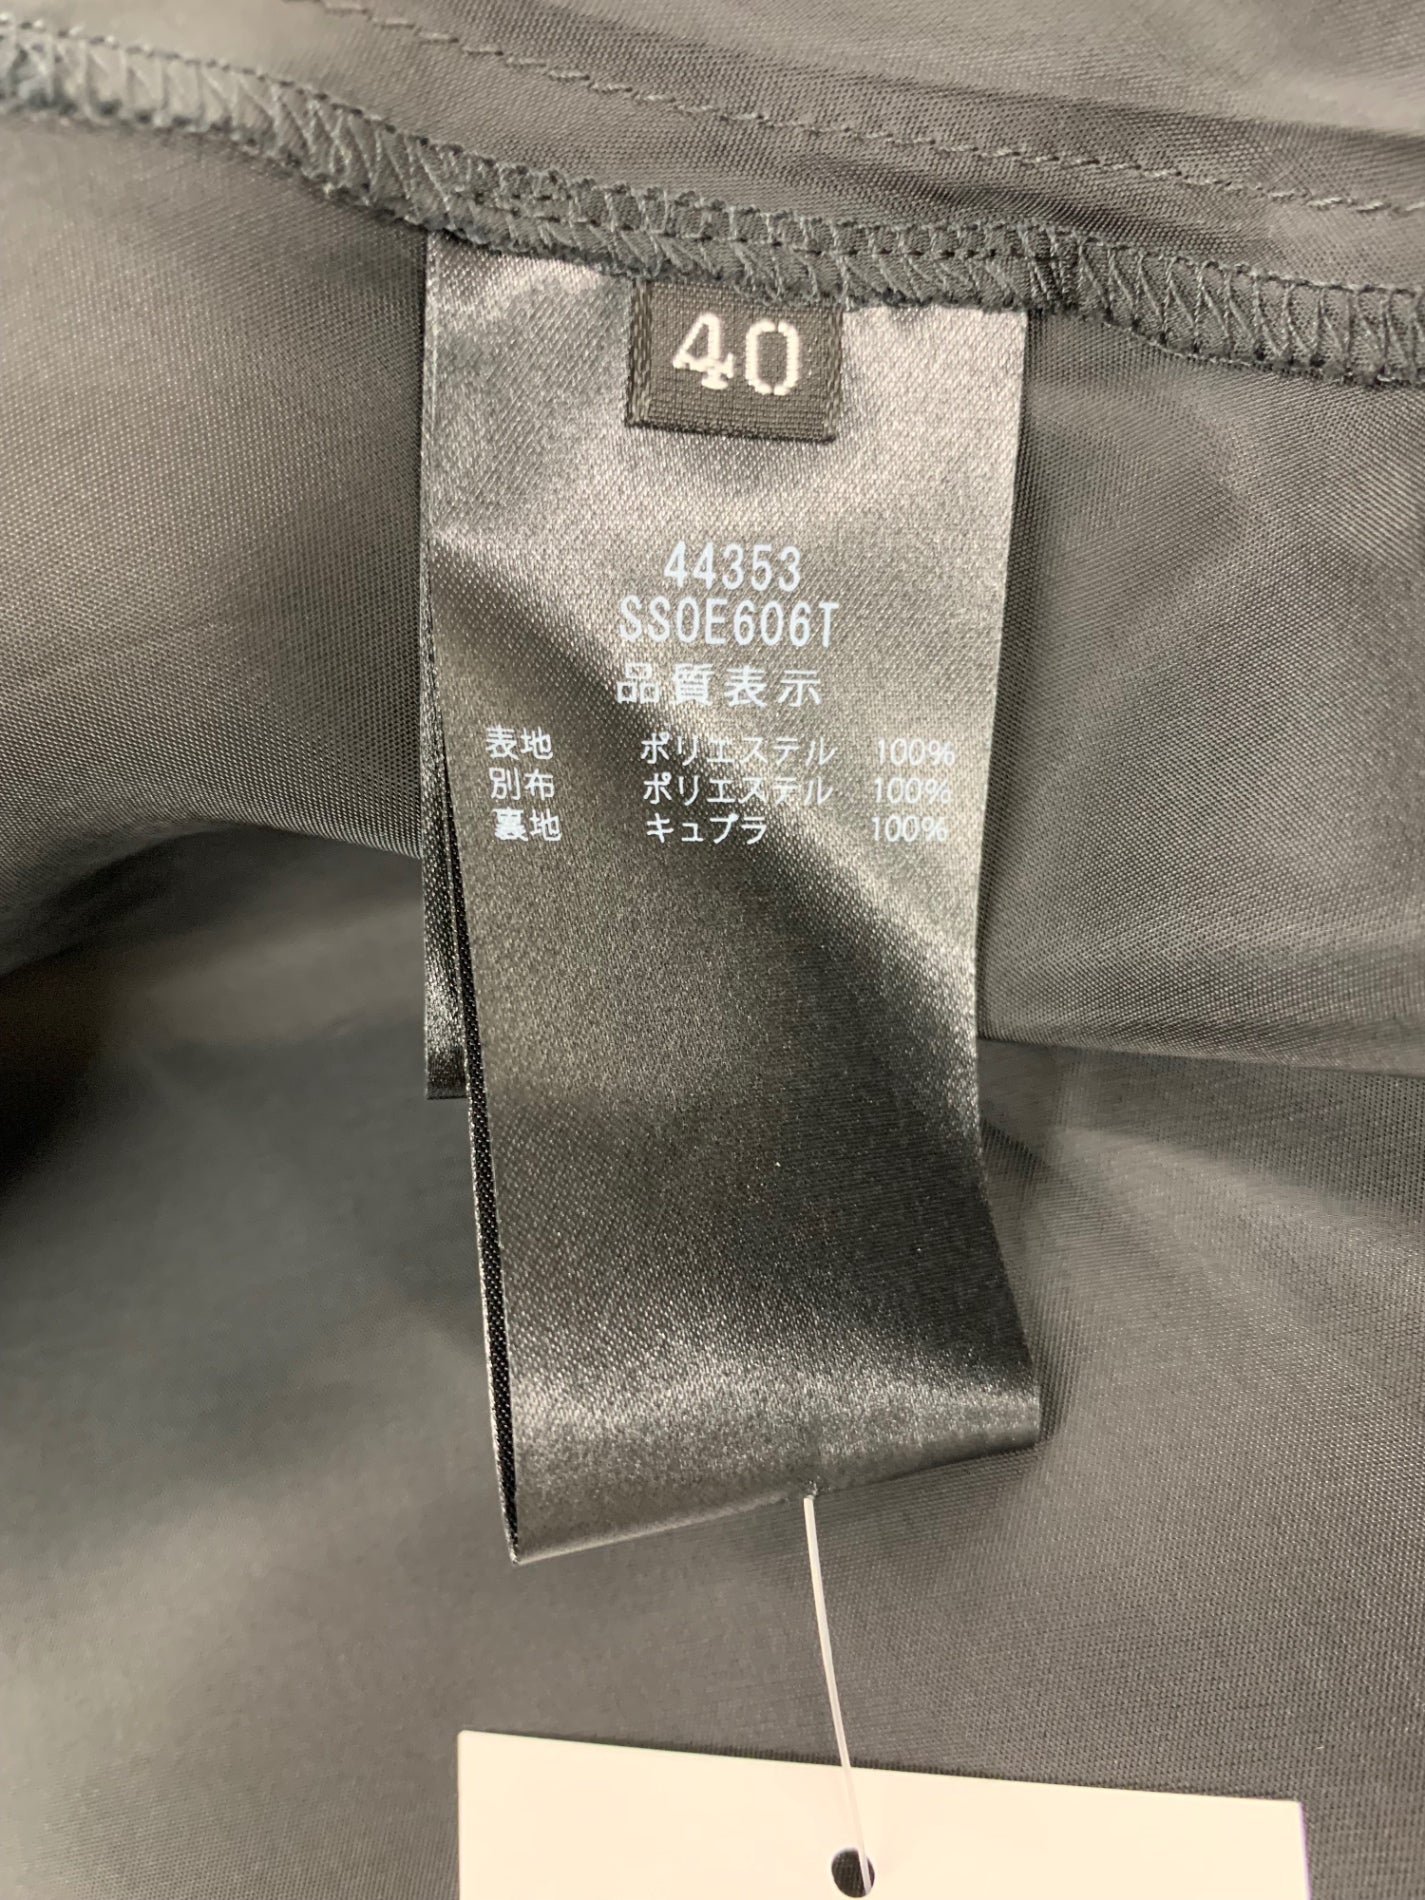 40
44353
SS0E606T
品質表示
表地 ポリエステル 100%
別布 ポリエステル 100%
裏地 キュプラ 100%